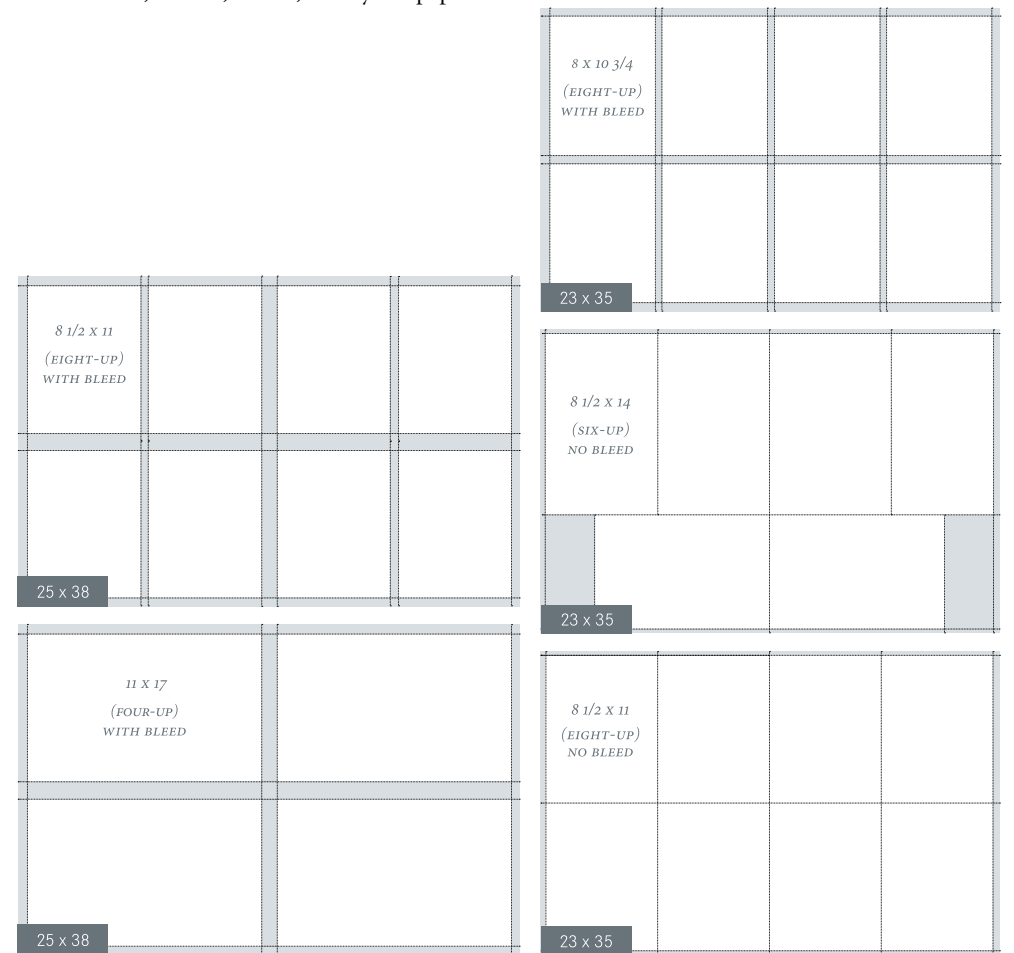 8 1/2 x 11
(EIGHT-UP)
WITH BLEED
25 x 38
11 x 17
(FOUR-UP)
WITH BLEED
25 x 38
8 x 10 3/4
(EIGHT-UP)
WITH BLEED
23 x 35
8 1/2 x 14
(SIX-UP)
NO BLEED
23 x 35
8 1/2 x 11
(EIGHT-UP)
NO BLEED
23 x 35